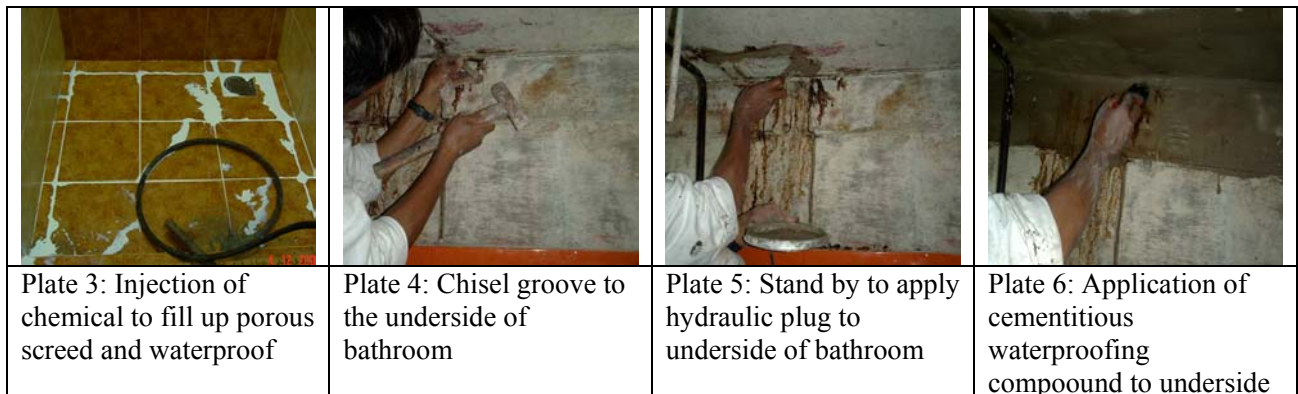 Plate 3: Injection of
chemical to fill up porous
screed and waterproof
Plate 4: Chisel groove to
the underside of
bathroom
Plate 5: Stand by to apply
hydraulic plug to
underside of bathroom
Plate 6: Application of
cementitious
waterproofing
compoound to underside